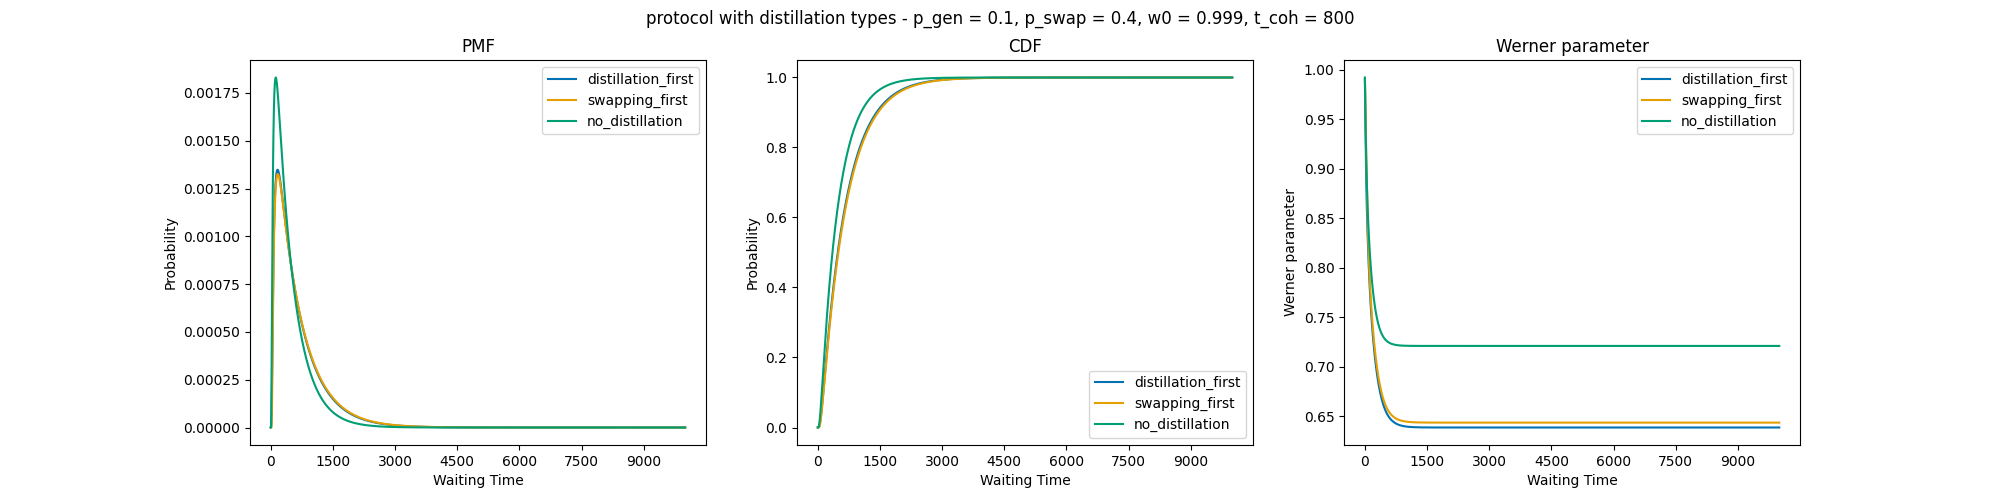 protocol with distillation types - p_gen = 0.1, p_swap = 0.4, w0 = 0.999, t_coh = 800
PMF
Probability
0.00175
0.00150
0.00125
0.00100
0.00075
0.00050
0.00025
0.00000
distillation_first
swapping_first
no_distillation
0 1500 3000 4500 6000 7500 9000
Waiting Time
CDF
Probability
1.0
0.8
0.6
0.4
0.2
0.0
distillation_first
swapping_first
no_distillation
0 1500 3000 4500 6000 7500 9000
Waiting Time
Werner parameter
Werner parameter
1.00
0.95
0.90
0.85
0.80
0.75
0.70
0.65
distillation_first
swapping_first
no_distillation
0 1500 3000 4500 6000 7500 9000
Waiting Time